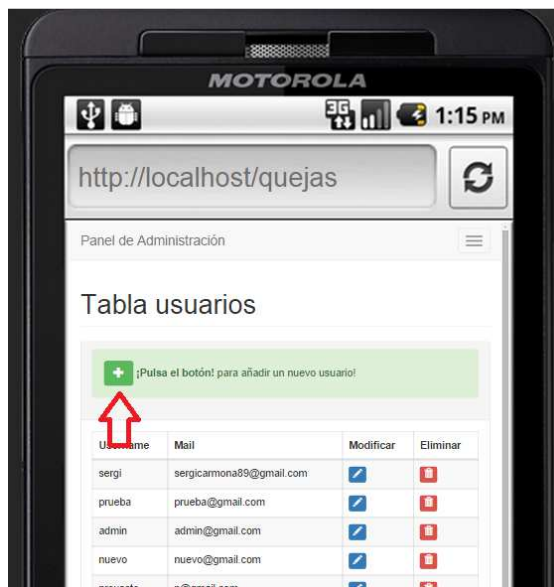 MOTOROLA
3G 1:15 PM
http://localhost/quejas
Panel de Administración
Tabla usuarios
¡Pulsa el botón! para añadir un nuevo usuario!
Mail Modificar Eliminar
sergi sergicarmona89@gmail.com
prueba prueba@gmail.com
admin admin@gmail.com
nuevo nuevo@gmail.com